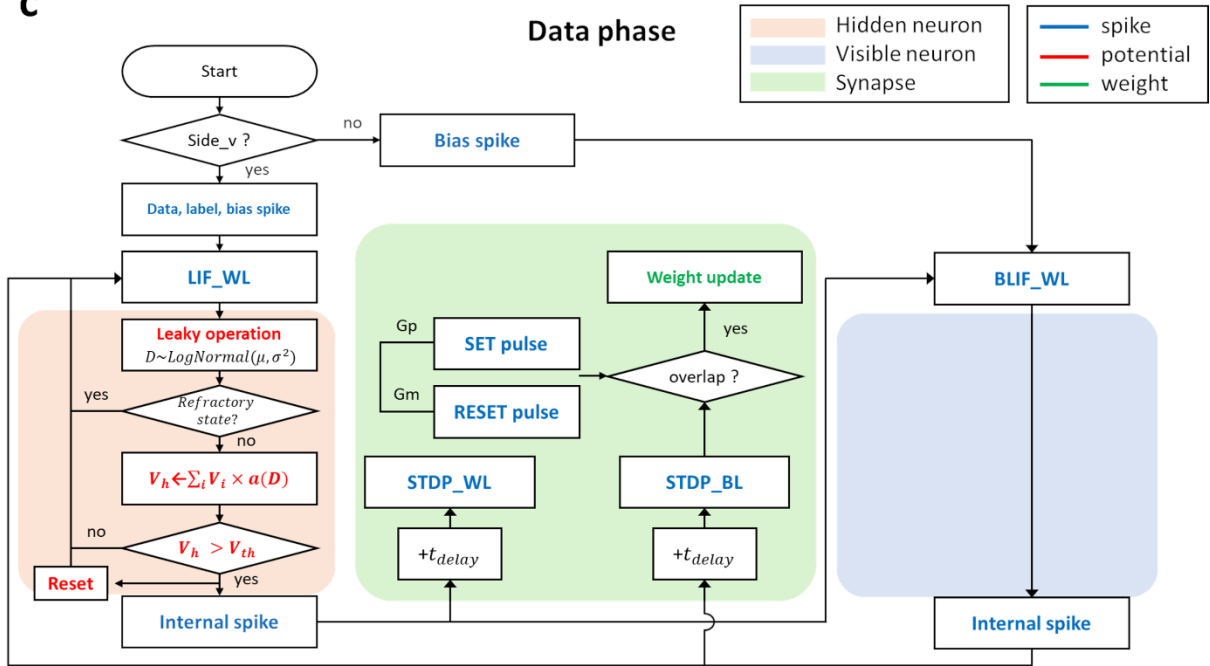 c
Data phase
Hidden neuron
Visible neuron
Synapse
spike
potential
weight
Start
Side_v ?
no
yes
Bias spike
Data, label, bias spike
LIF_WL
Leaky operation
D~LogNormal(μ, σ²)
Refractory
state?
yes
no
V_h←∑_i V_i × a(D)
V_h > V_th
no
yes
Reset
Internal spike
Weight update
yes
Gp
SET pulse
overlap ?
Gm
RESET pulse
STDP_WL
STDP_BL
+t_delay
+t_delay
BLIF_WL
Internal spike